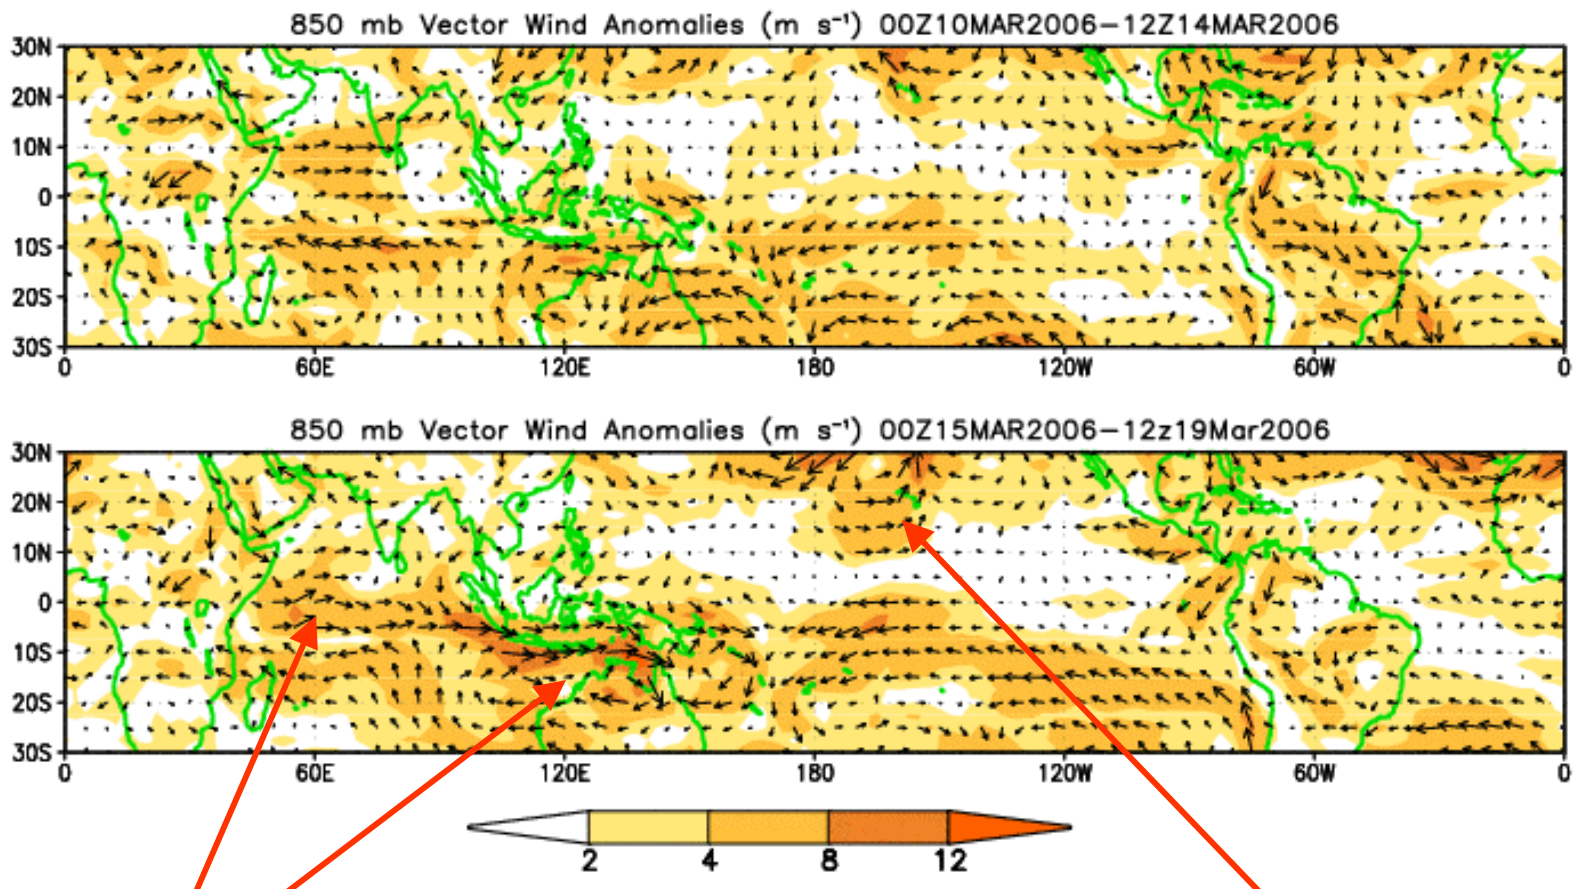 850 mb Vector Wind Anomalies (m s⁻¹) 00Z10MAR2006−12Z14MAR2006
30N
20N
10N
0
10S
20S
30S
0 60E 120E 180 120W 60W 0
850 mb Vector Wind Anomalies (m s⁻¹) 00Z15MAR2006−12z19Mar2006
30N
20N
10N
0
10S
20S
30S
0 60E 120E 180 120W 60W 0
2 4 8 12